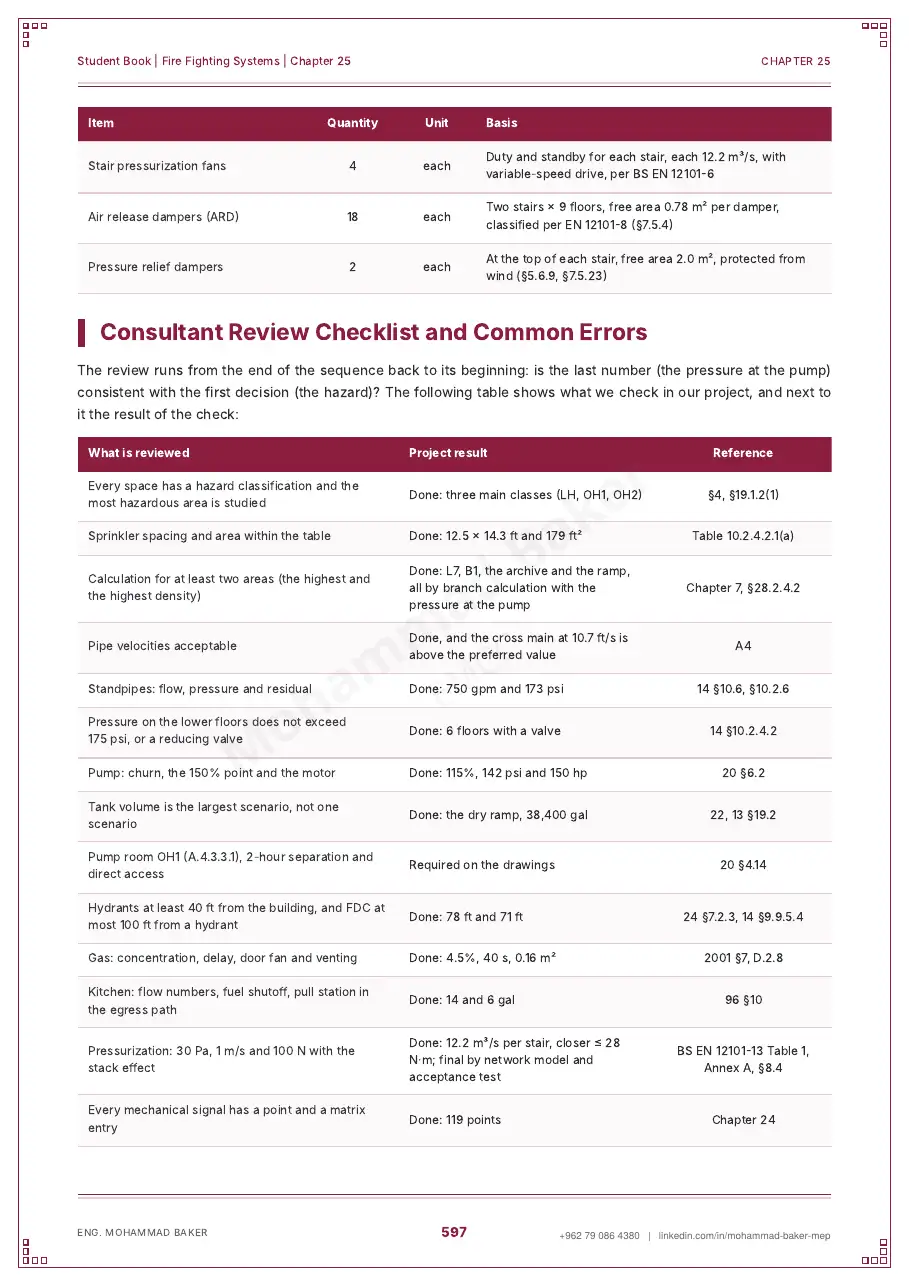 Student Book | Fire Fighting Systems | Chapter 25
CHAPTER 25
Item Quantity Unit Basis
Stair pressurization fans 4 each Duty and standby for each stair, each 12.2 m³/s, with
variable-speed drive, per BS EN 12101-6
Air release dampers (ARD) 18 each Two stairs × 9 floors, free area 0.78 m² per damper,
classified per EN 12101-8 (§7.5.4)
Pressure relief dampers 2 each At the top of each stair, free area 2.0 m², protected from
wind (§5.6.9, §7.5.23)
Consultant Review Checklist and Common Errors
The review runs from the end of the sequence back to its beginning: is the last number (the pressure at the pump)
consistent with the first decision (the hazard)? The following table shows what we check in our project, and next to
it the result of the check:
What is reviewed Project result Reference
Every space has a hazard classification and the
most hazardous area is studied
Done: three main classes (LH, OH1, OH2)
§4, §19.1.2(1)
Sprinkler spacing and area within the table Done: 12.5 × 14.3 ft and 179 ft² Table 10.2.4.2.1(a)
Calculation for at least two areas (the highest and
the highest density)
Done: L7, B1, the archive and the ramp,
all by branch calculation with the
pressure at the pump
Chapter 7, §28.2.4.2
Pipe velocities acceptable
Done, and the cross main at 10.7 ft/s is
above the preferred value
A4
Standpipes: flow, pressure and residual Done: 750 gpm and 173 psi 14 §10.6, §10.2.6
Pressure on the lower floors does not exceed
175 psi, or a reducing valve
Done: 6 floors with a valve
14 §10.2.4.2
Pump: churn, the 150% point and the motor Done: 115%, 142 psi and 150 hp 20 §6.2
Tank volume is the largest scenario, not one
scenario
Done: the dry ramp, 38,400 gal
22, 13 §19.2
Pump room OH1 (A.4.3.3.1), 2-hour separation and
direct access
Required on the drawings
20 §4.14
Hydrants at least 40 ft from the building, and FDC at
most 100 ft from a hydrant
Done: 78 ft and 71 ft
24 §7.2.3, 14 §9.9.5.4
Gas: concentration, delay, door fan and venting Done: 4.5%, 40 s, 0.16 m² 2001 §7, D.2.8
Kitchen: flow numbers, fuel shutoff, pull station in
the egress path
Done: 14 and 6 gal
96 §10
Pressurization: 30 Pa, 1 m/s and 100 N with the
stack effect
Done: 12.2 m³/s per stair, closer ≤ 28
N·m; final by network model and
acceptance test
BS EN 12101-13 Table 1,
Annex A, §8.4
Every mechanical signal has a point and a matrix
entry
Done: 119 points
Chapter 24
Mohammad Baker
ENG. MOHAMMAD BAKER
597
+962 79 086 4380 | linkedin.com/in/mohammad-baker-mep